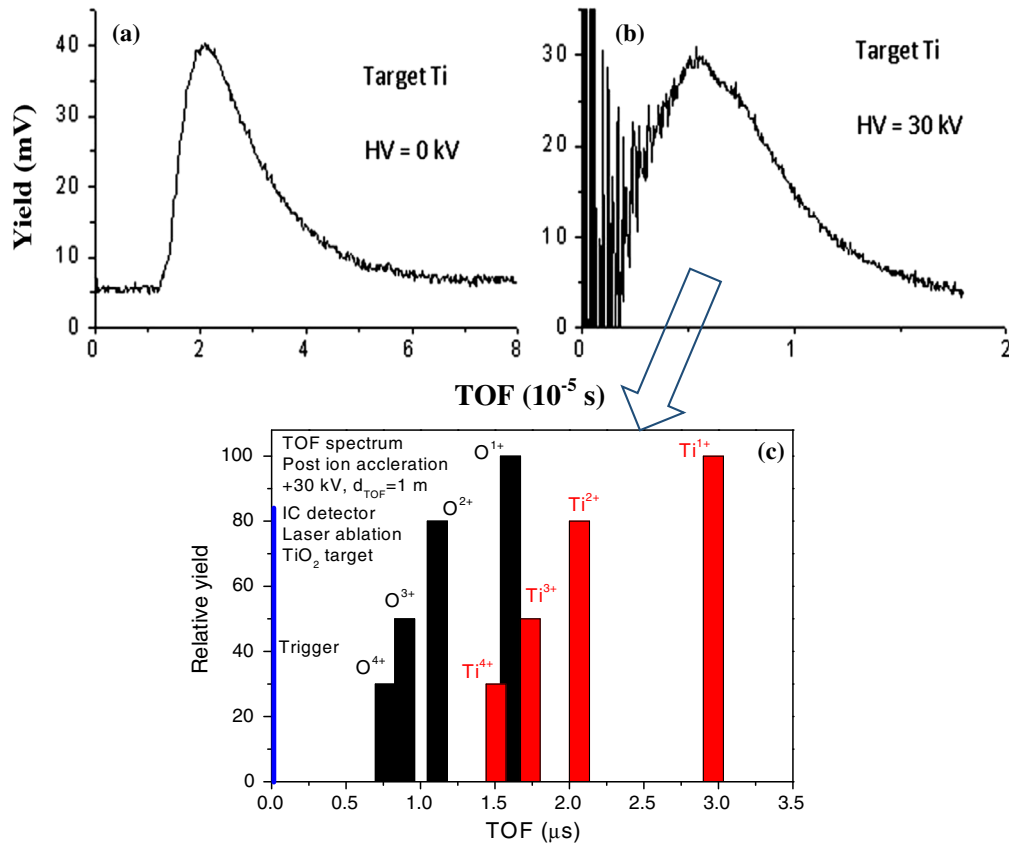 (a)
Target Ti
HV = 0 kV
40
30
20
10
0
0
2
4
6
8
Yield (mV)
(b)
Target Ti
HV = 30 kV
30
20
10
0
0
1
2
TOF (10⁻⁵ s)
(c)
TOF spectrum
Post ion accleration
+30 kV, d_TOF=1 m
IC detector
Laser ablation
TiO₂ target
Trigger
O⁴⁺
O³⁺
O²⁺
O¹⁺
Ti⁴⁺
Ti³⁺
Ti²⁺
Ti¹⁺
100
80
60
40
20
0
Relative yield
0.0
0.5
1.0
1.5
2.0
2.5
3.0
3.5
TOF (μs)